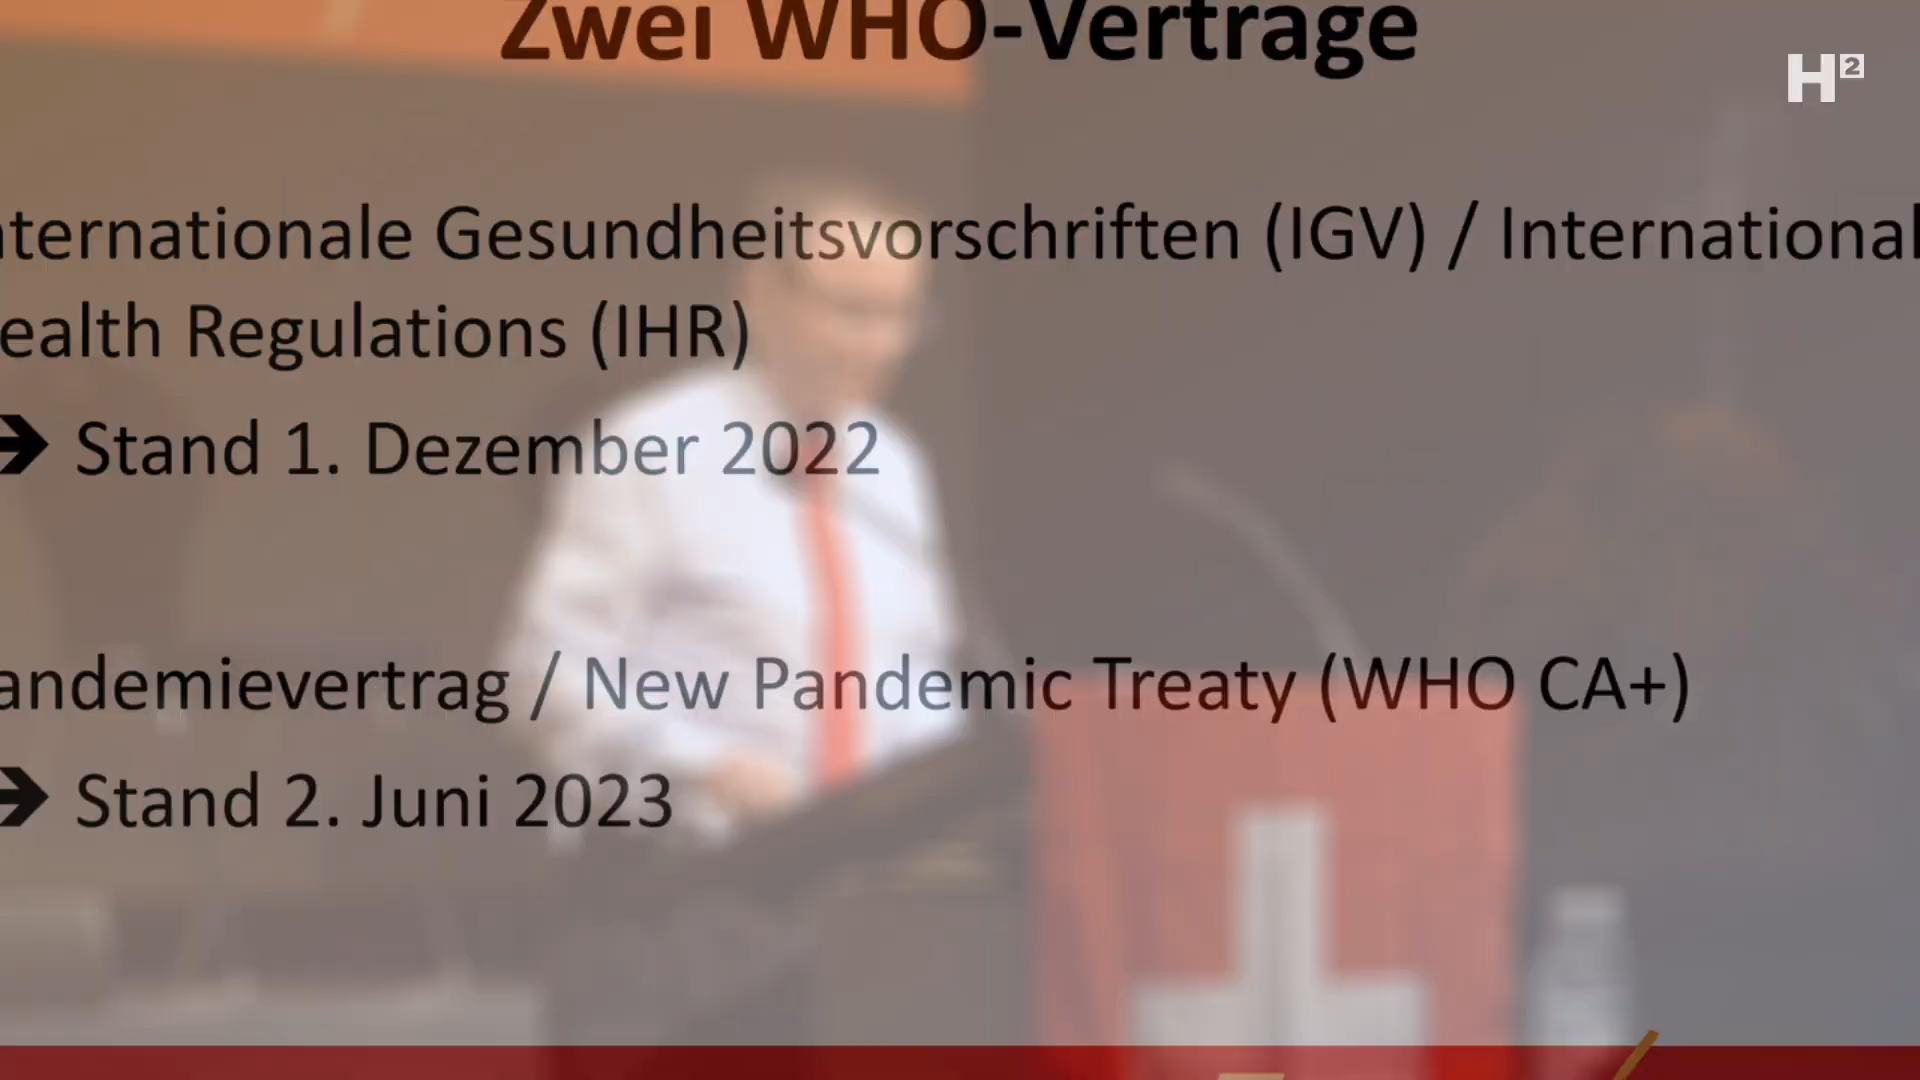 Zwei WHO-Verträge
H²
nternationale Gesundheitsvorschriften (IGV) / International
ealth Regulations (IHR)
➔ Stand 1. Dezember 2022
andemievertrag / New Pandemic Treaty (WHO CA+)
➔ Stand 2. Juni 2023